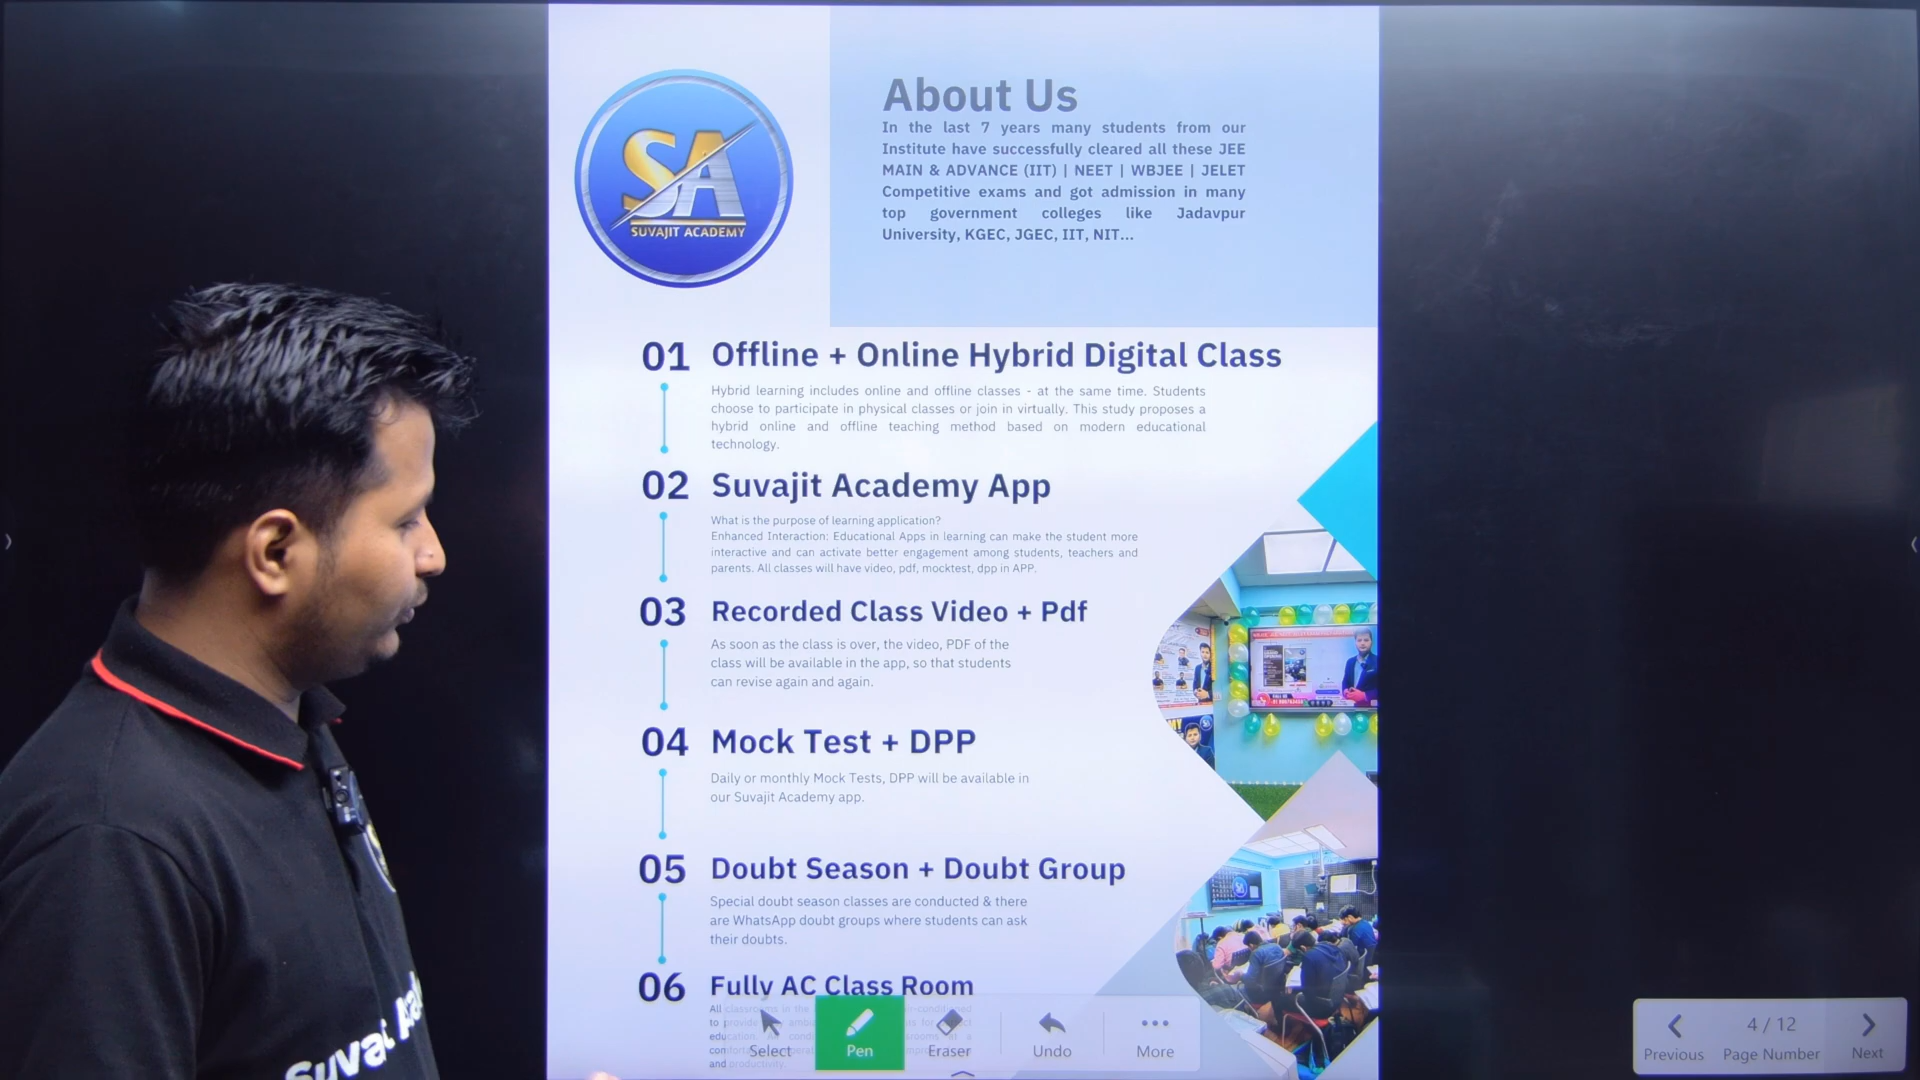 SA
SUVAJIT ACADEMY
About Us
In the last 7 years many students from our
Institute have successfully cleared all these JEE
MAIN & ADVANCE (IIT) | NEET | WBJEE | JELET
Competitive exams and got admission in many
top government colleges like Jadavpur
University, KGEC, JGEC, IIT, NIT...
01 Offline + Online Hybrid Digital Class
Hybrid learning includes online and offline classes - at the same time. Students
choose to participate in physical classes or join in virtually. This study proposes a
hybrid online and offline teaching method based on modern educational
technology.
02 Suvajit Academy App
What is the purpose of learning application?
Enhanced Interaction: Educational Apps in learning can make the student more
interactive and can activate better engagement among students, teachers and
parents. All classes will have video, pdf, mocktest, dpp in APP.
03 Recorded Class Video + Pdf
As soon as the class is over, the video, PDF of the
class will be available in the app, so that students
can revise again and again.
04 Mock Test + DPP
Daily or monthly Mock Tests, DPP will be available in
our Suvajit Academy app.
05 Doubt Season + Doubt Group
Special doubt season classes are conducted & there
are WhatsApp doubt groups where students can ask
their doubts.
06 Fully AC Class Room
All classrooms in the
to provide
and productivity.
Select
Pen
Eraser
Undo
More
4 / 12
Previous
Page Number
Next